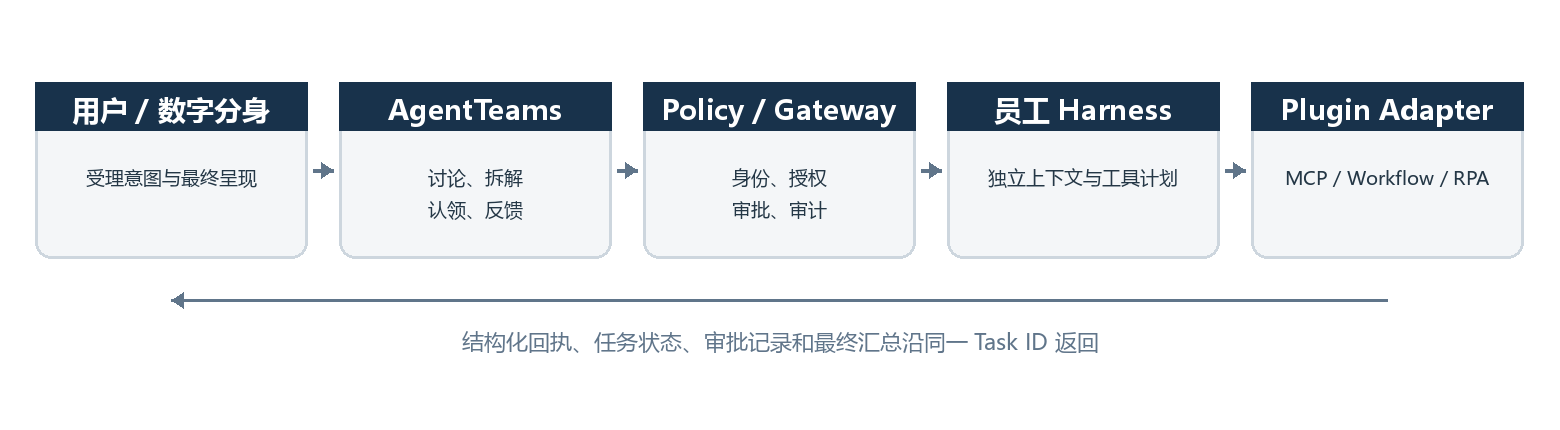 用户 / 数字分身
受理意图与最终呈现
AgentTeams
讨论、拆解
认领、反馈
Policy / Gateway
身份、授权
审批、审计
员工 Harness
独立上下文与工具计划
Plugin Adapter
MCP / Workflow / RPA
结构化回执、任务状态、审批记录和最终汇总沿同一 Task ID 返回